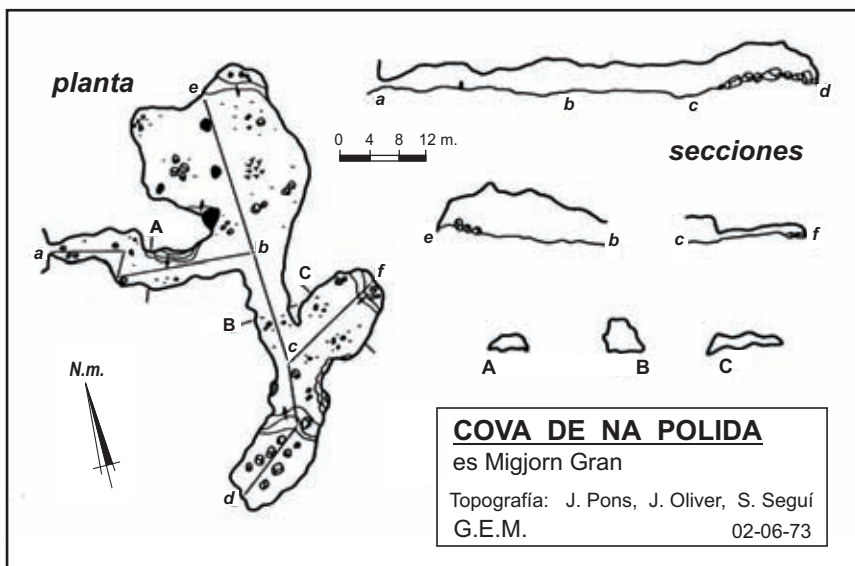 planta
e
a
A
b
B
C
f
c
d
N.m.
0 4 8 12 m.
a
b
c
d
secciones
e
b
c
f
A
B
C
COVA DE NA POLIDA
es Migjorn Gran
Topografía: J. Pons, J. Oliver, S. Seguí
G.E.M. 02-06-73